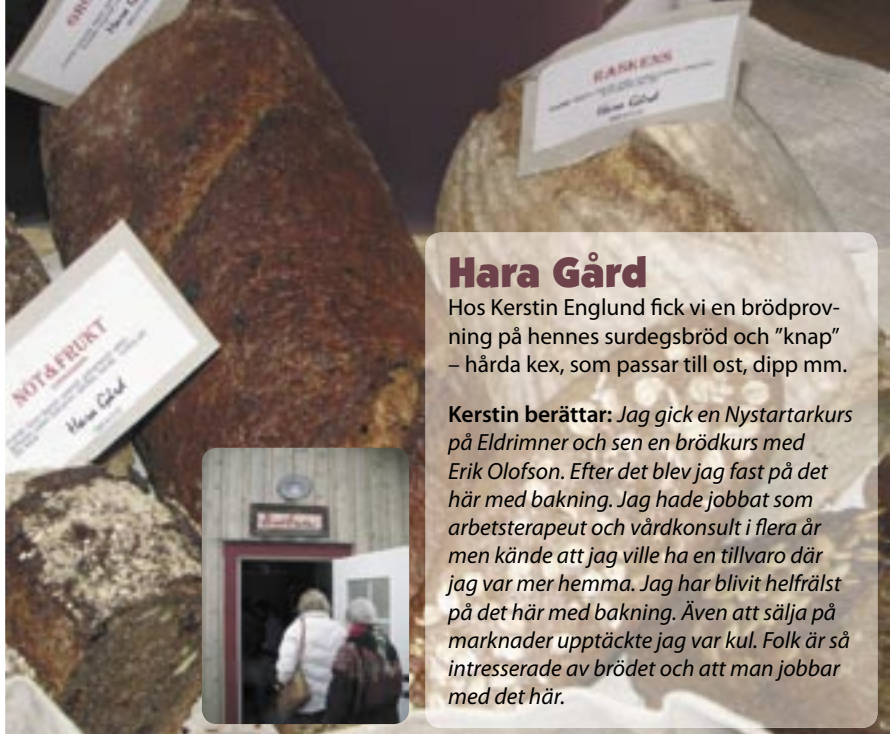 Hara Gård
RASKENS
Hara Gård
NÖT&FRUKT
Hara Gård
Hara Gård
Hos Kerstin Englund fick vi en brödprov-
ning på hennes surdegsbröd och ”knap”
– hårda kex, som passar till ost, dipp mm.
Kerstin berättar: Jag gick en Nystartarkurs
på Eldrimner och sen en brödkurs med
Erik Olofson. Efter det blev jag fast på det
här med bakning. Jag hade jobbat som
arbetsterapeut och vårdkonsult i flera år
men kände att jag ville ha en tillvaro där
jag var mer hemma. Jag har blivit helfrälst
på det här med bakning. Även att sälja på
marknader upptäckte jag var kul. Folk är så
intresserade av brödet och att man jobbar
med det här.